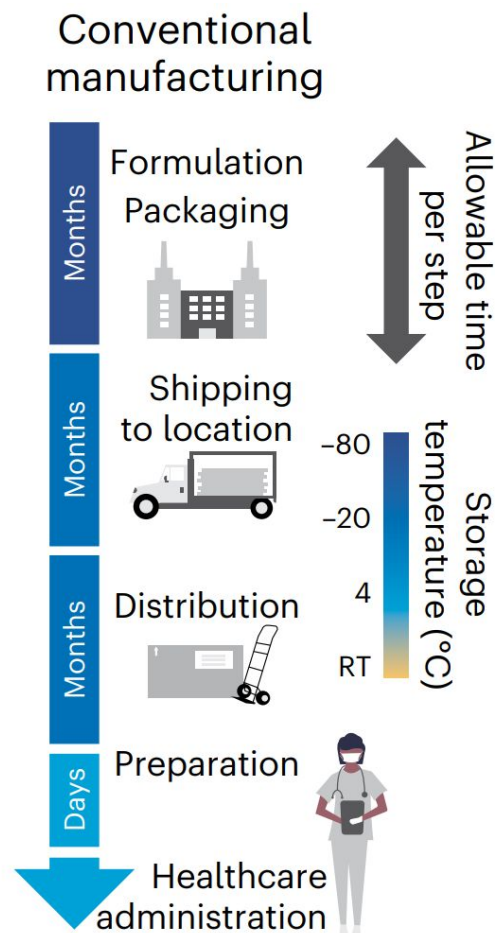 Conventional
manufacturing
Months
Formulation
Packaging
Allowable time
per step
Months
Shipping
to location
Storage
temperature (°C)
–80
–20
4
RT
Months
Distribution
Days
Preparation
Healthcare
administration